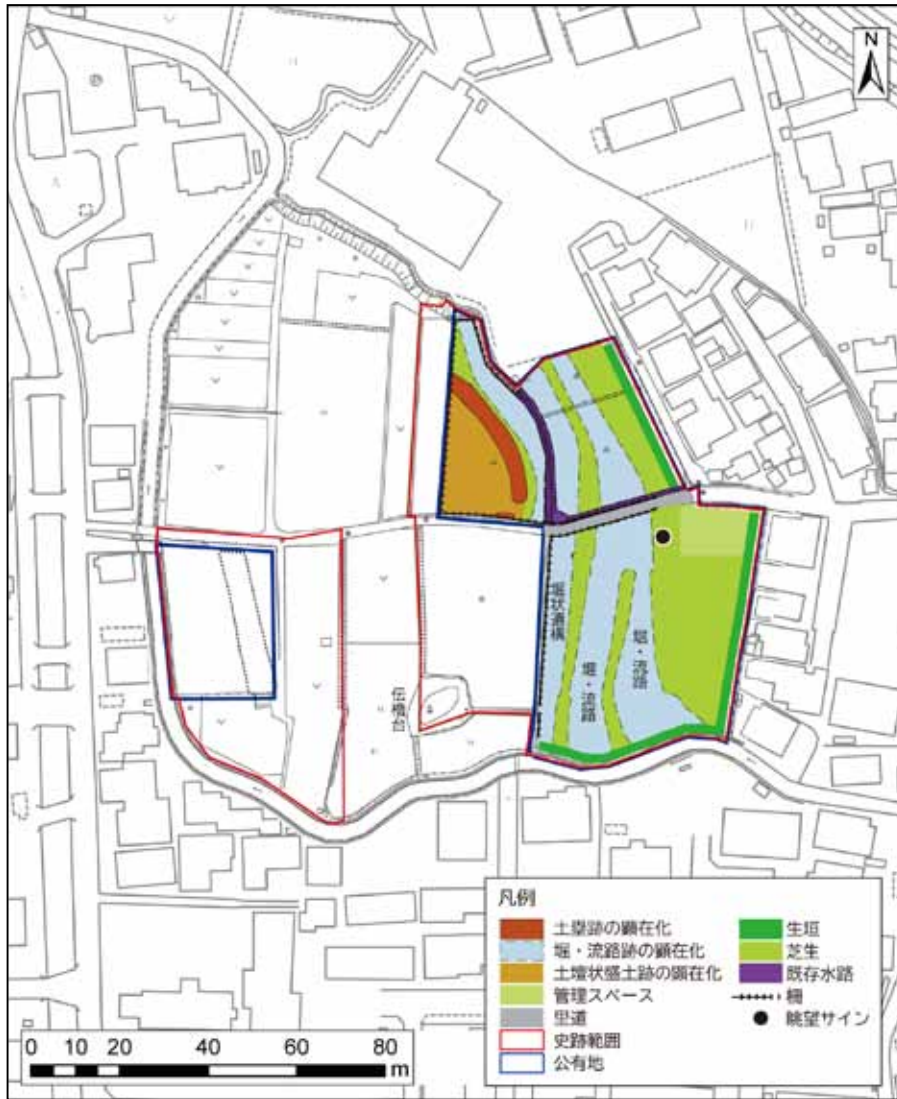 N
堀状遺構
堀・流路
堀・流路
伝櫓台
凡例
土塁跡の顕在化
堀・流路跡の顕在化
土壇状盛土跡の顕在化
管理スペース
里道
史跡範囲
公有地
生垣
芝生
既存水路
柵
眺望サイン
0 10 20 40 60 80
m